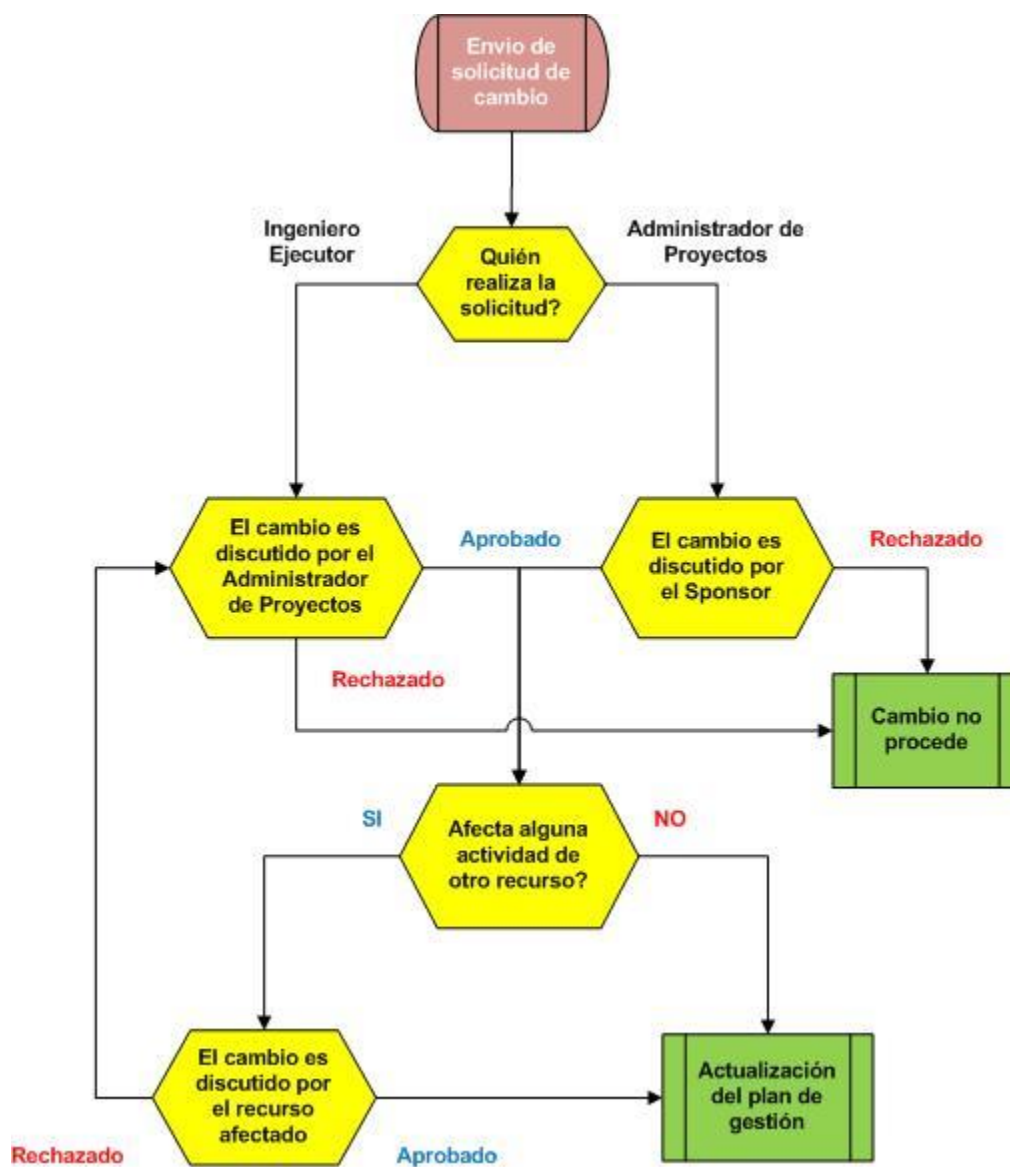 Envio de
solicitud de
cambio
Ingeniero
Ejecutor
Administrador de
Proyectos
Quién
realiza la
solicitud?
El cambio es
discutido por el
Administrador
de Proyectos
Aprobado
El cambio es
discutido por
el Sponsor
Rechazado
Rechazado
Cambio no
procede
SI
Afecta alguna
actividad de
otro recurso?
NO
El cambio es
discutido por
el recurso
afectado
Actualización
del plan de
gestión
Rechazado
Aprobado